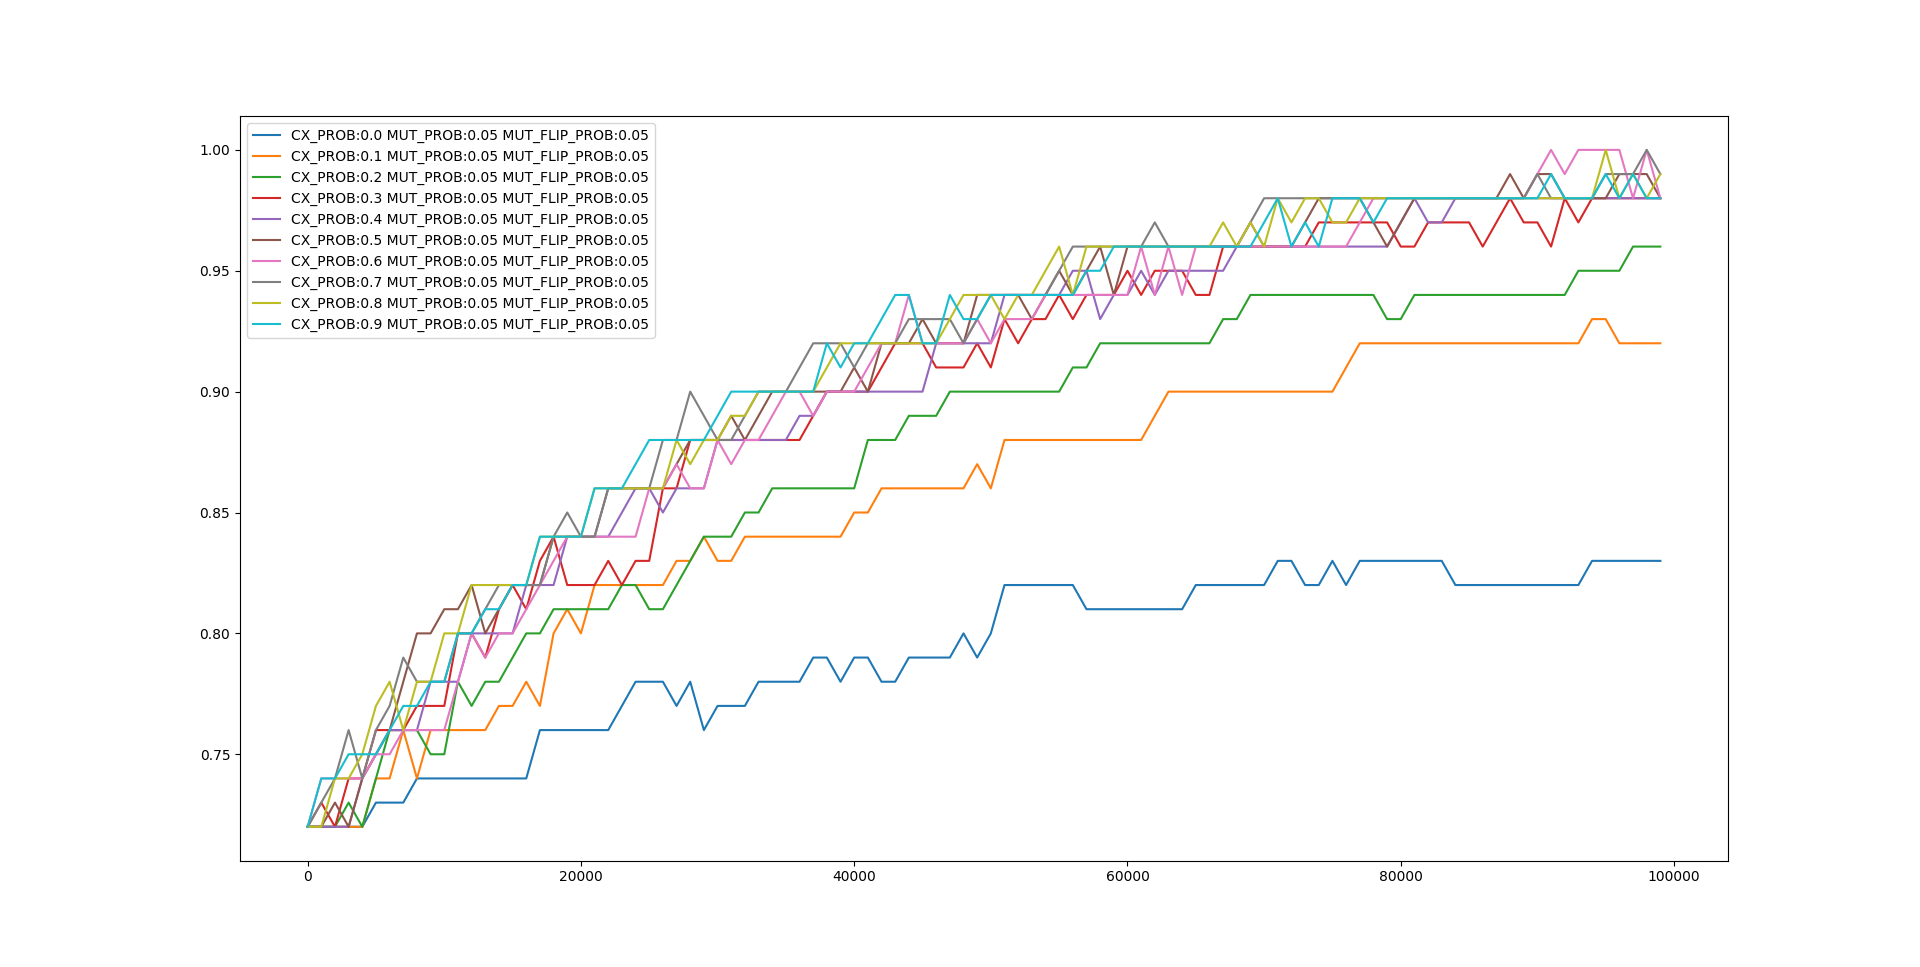 CX_PROB:0.0 MUT_PROB:0.05 MUT_FLIP_PROB:0.05
CX_PROB:0.1 MUT_PROB:0.05 MUT_FLIP_PROB:0.05
CX_PROB:0.2 MUT_PROB:0.05 MUT_FLIP_PROB:0.05
CX_PROB:0.3 MUT_PROB:0.05 MUT_FLIP_PROB:0.05
CX_PROB:0.4 MUT_PROB:0.05 MUT_FLIP_PROB:0.05
CX_PROB:0.5 MUT_PROB:0.05 MUT_FLIP_PROB:0.05
CX_PROB:0.6 MUT_PROB:0.05 MUT_FLIP_PROB:0.05
CX_PROB:0.7 MUT_PROB:0.05 MUT_FLIP_PROB:0.05
CX_PROB:0.8 MUT_PROB:0.05 MUT_FLIP_PROB:0.05
CX_PROB:0.9 MUT_PROB:0.05 MUT_FLIP_PROB:0.05
1.00
0.95
0.90
0.85
0.80
0.75
0 20000 40000 60000 80000 100000